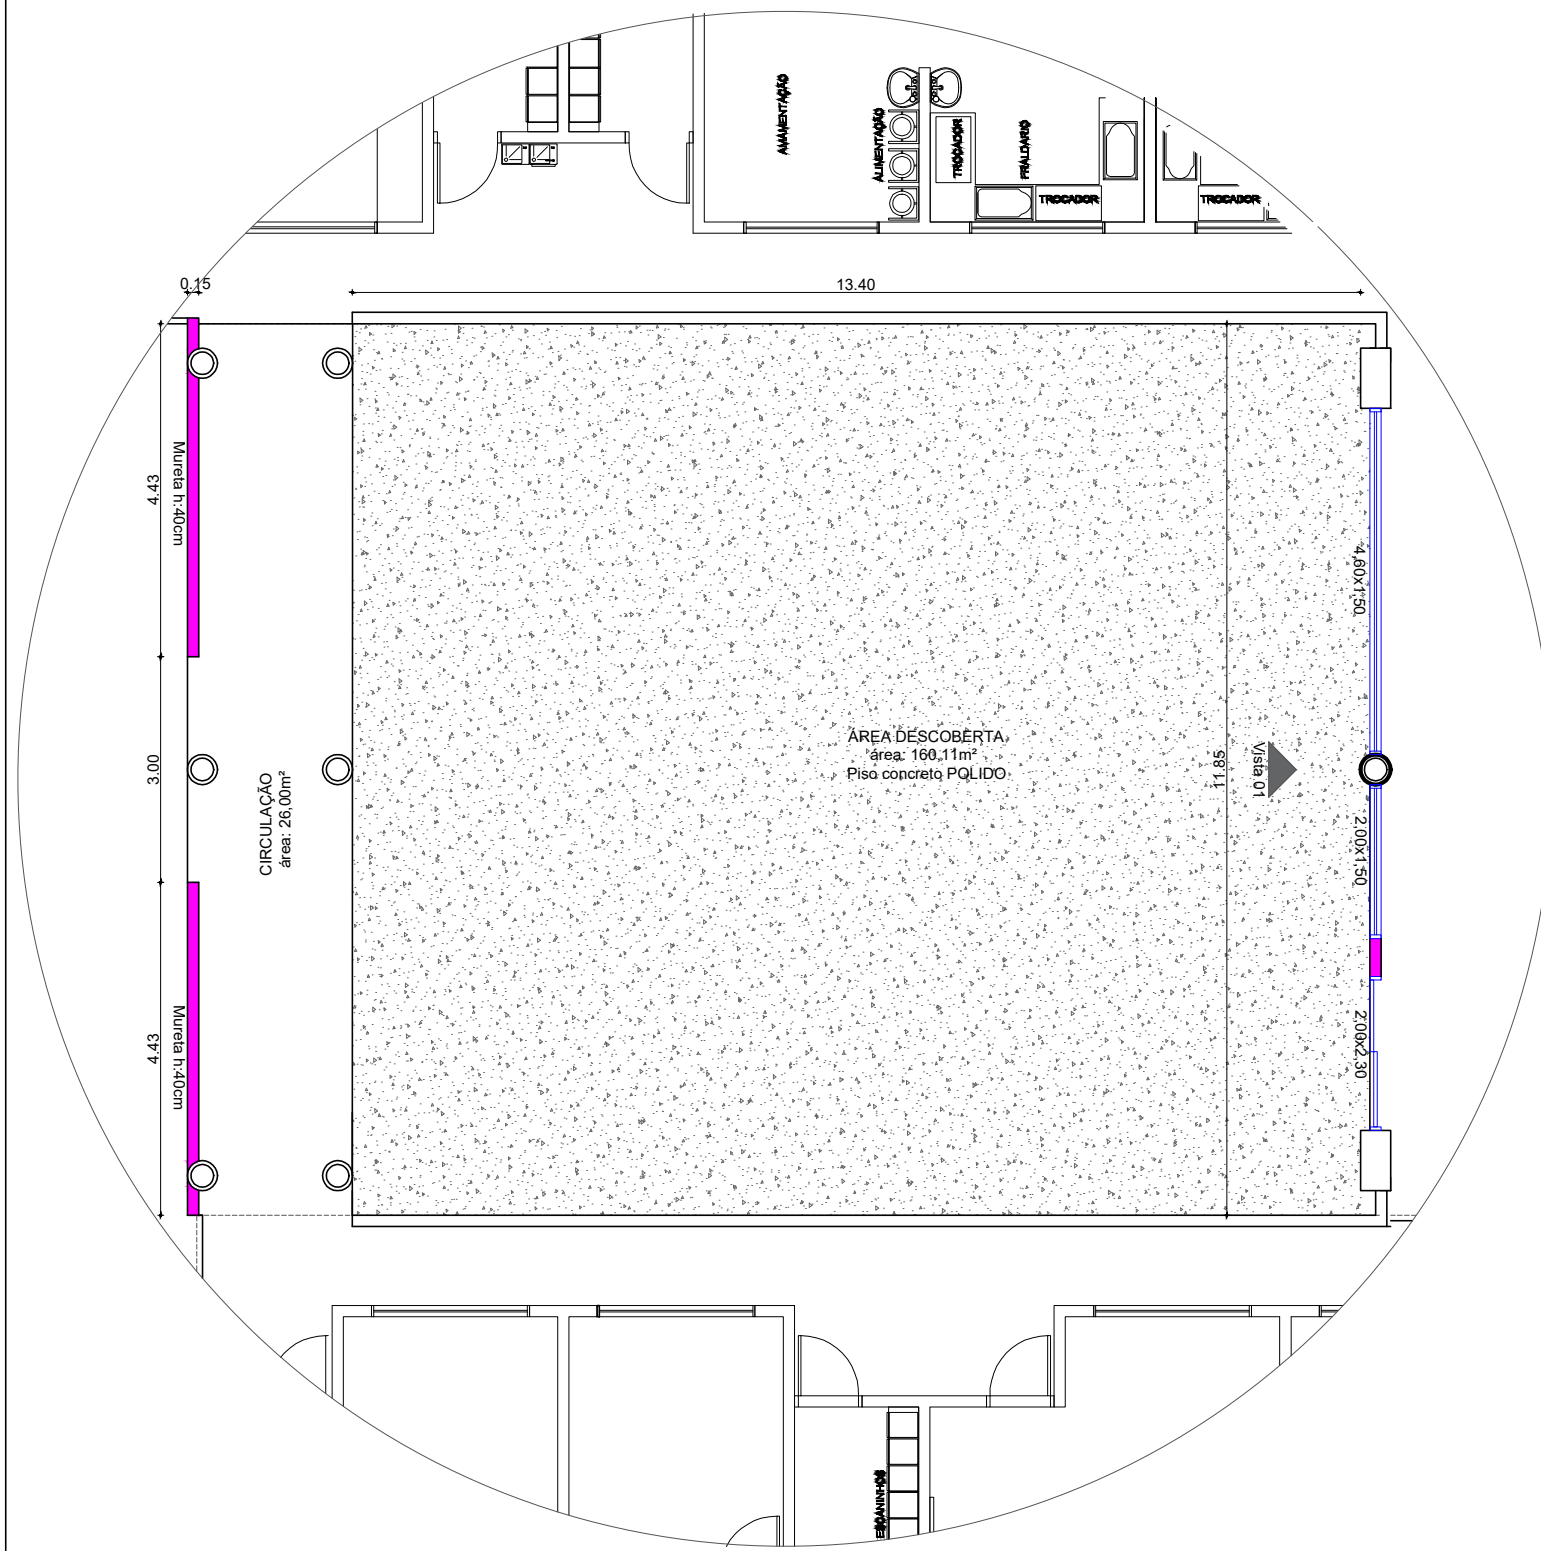 AMAMENTAÇÃO
ALIMENTAÇÃO
TROCADOR
FRALDARIO
TROCADOR
TROCADOR
0.15
13.40
4.43
Mureta h:40cm
4,60x1,50
3.00
CIRCULAÇÃO
área: 26,00m²
ÁREA DESCOBERTA
área: 160,11m²
Piso concreto POLIDO
11.85
Vista 01
2,00x1,50
4.43
Mureta h:40cm
2,00x2,30
ESCANINHOS